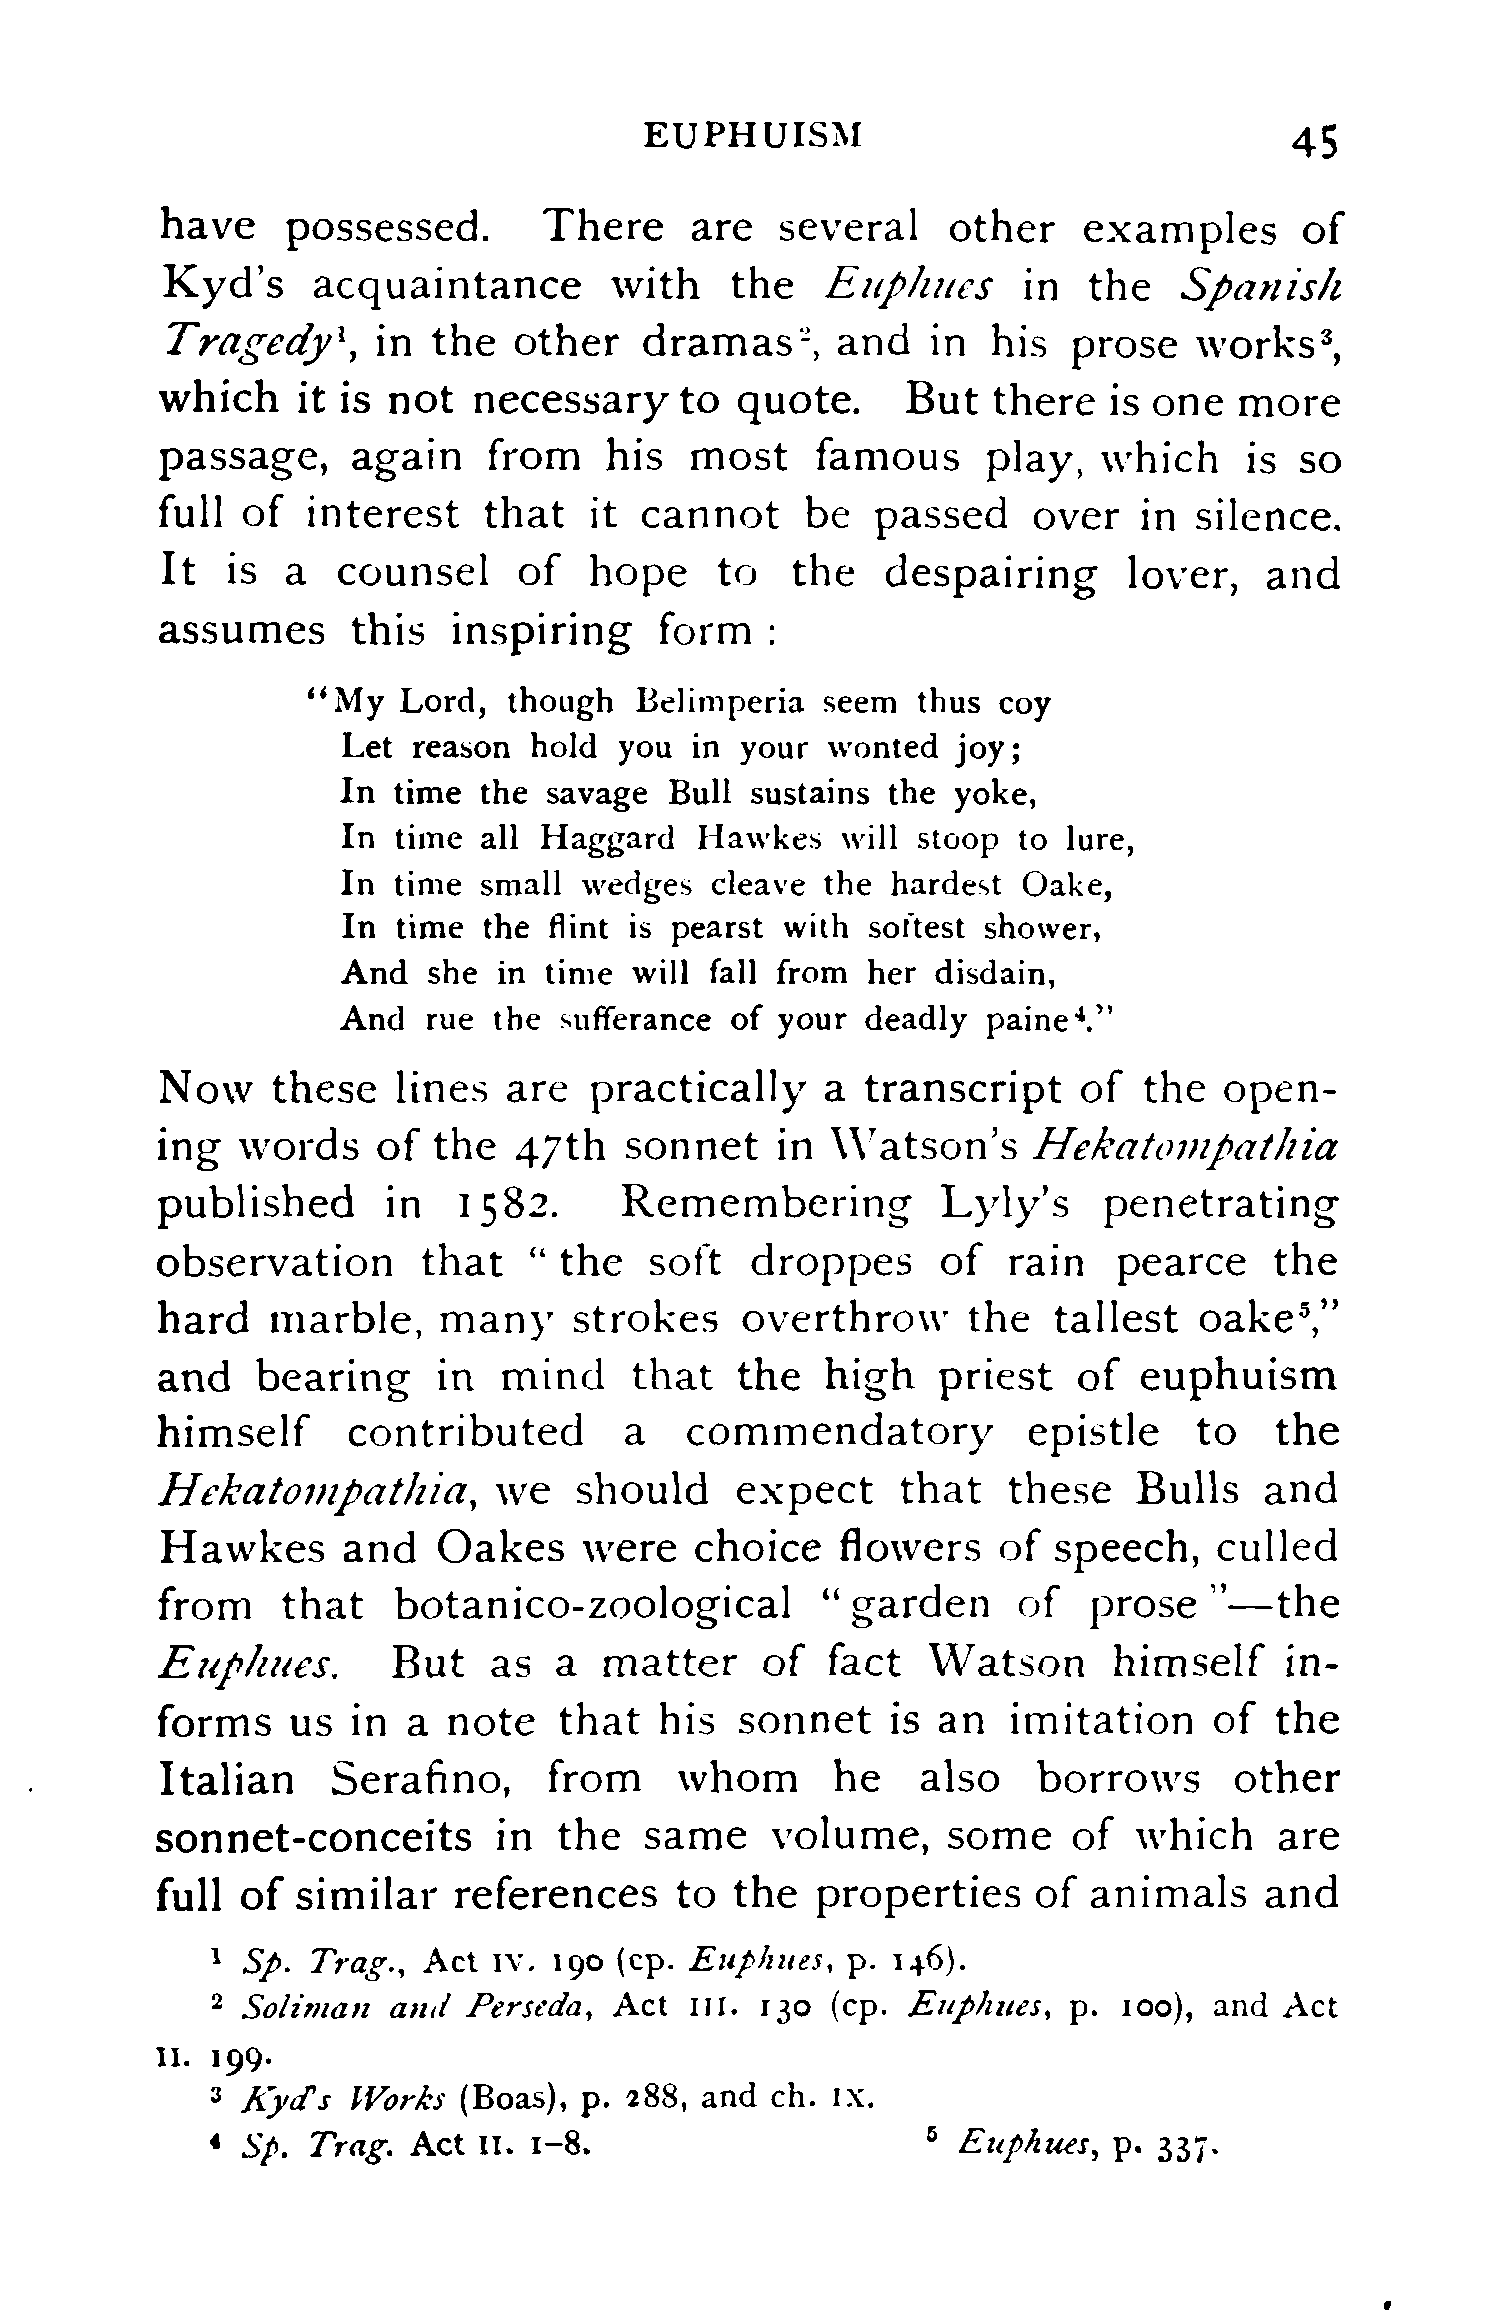 EUPHUISM 45
have possessed. There are several other examples of
Kyd's acquaintance with the Euphues in the Spanish
Tragedy¹, in the other dramas², and in his prose works³,
which it is not necessary to quote. But there is one more
passage, again from his most famous play, which is so
full of interest that it cannot be passed over in silence.
It is a counsel of hope to the despairing lover, and
assumes this inspiring form :
"My Lord, though Belimperia seem thus coy
Let reason hold you in your wonted joy;
In time the savage Bull sustains the yoke,
In time all Haggard Hawkes will stoop to lure,
In time small wedges cleave the hardest Oake,
In time the flint is pearst with softest shower,
And she in time will fall from her disdain,
And rue the sufferance of your deadly paine⁴."
Now these lines are practically a transcript of the open-
ing words of the 47th sonnet in Watson's Hekatompathia
published in 1582. Remembering Lyly's penetrating
observation that " the soft droppes of rain pearce the
hard marble, many strokes overthrow the tallest oake⁵,"
and bearing in mind that the high priest of euphuism
himself contributed a commendatory epistle to the
Hekatompathia, we should expect that these Bulls and
Hawkes and Oakes were choice flowers of speech, culled
from that botanico-zoological " garden of prose "—the
Euphues. But as a matter of fact Watson himself in-
forms us in a note that his sonnet is an imitation of the
Italian Serafino, from whom he also borrows other
sonnet-conceits in the same volume, some of which are
full of similar references to the properties of animals and
¹ Sp. Trag., Act IV. 190 (cp. Euphues, p. 146).
² Soliman and Perseda, Act III. 130 (cp. Euphues, p. 100), and Act
II. 199.
³ Kyd's Works (Boas), p. 288, and ch. IX.
⁴ Sp. Trag. Act II. 1–8. ⁵ Euphues, p. 337.